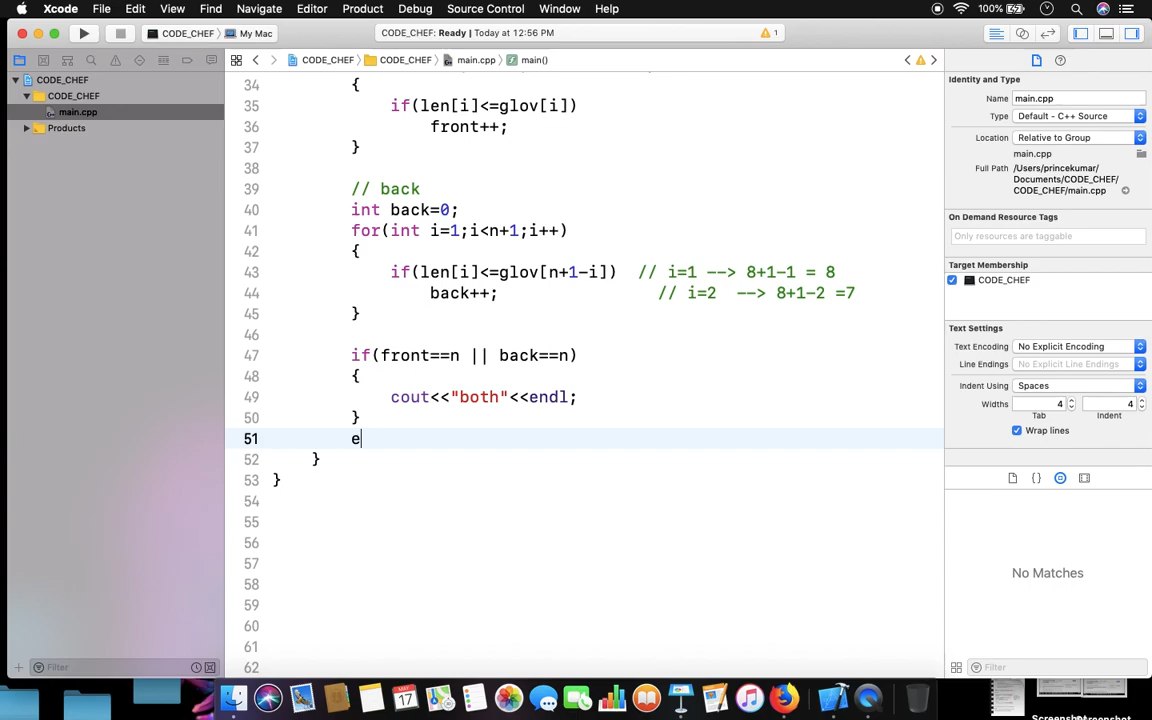 Xcode File Edit View Find Navigate Editor Product Debug Source Control Window Help 100%
CODE_CHEF My Mac CODE_CHEF: Ready | Today at 12:56 PM 1
CODE_CHEF CODE_CHEF main.cpp main()
CODE_CHEF
CODE_CHEF
main.cpp
Products
34 {
35 if(len[i]<=glov[i])
36 front++;
37 }
38
39 // back
40 int back=0;
41 for(int i=1;i<n+1;i++)
42 {
43 if(len[i]<=glov[n+1-i]) // i=1 --> 8+1-1 = 8
44 back++; // i=2 --> 8+1-2 =7
45 }
46
47 if(front==n || back==n)
48 {
49 cout<<"both"<<endl;
50 }
51 e
52 }
53 }
54
55
56
57
58
59
60
61
62
Filter
Identity and Type
Name main.cpp
Type Default - C++ Source
Location Relative to Group
main.cpp
Full Path /Users/princekumar/
Documents/CODE_CHEF/
CODE_CHEF/main.cpp
On Demand Resource Tags
Only resources are taggable
Target Membership
CODE_CHEF
Text Settings
Text Encoding No Explicit Encoding
Line Endings No Explicit Line Endings
Indent Using Spaces
Widths 4 4
Tab Indent
Wrap lines
No Matches
Filter
MAY
17